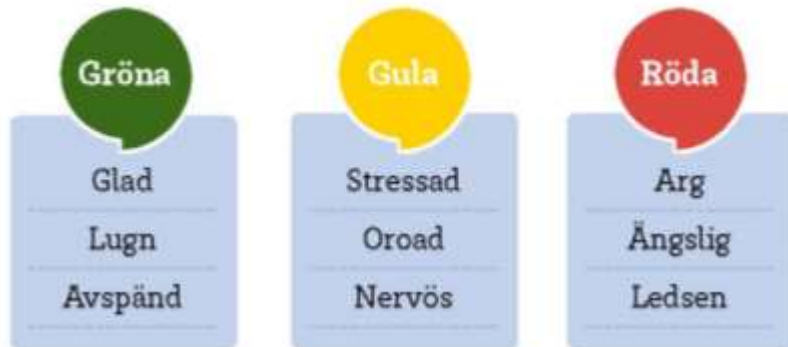 Gröna
Glad
Lugn
Avspänd
Gula
Stressad
Oroad
Nervös
Röda
Arg
Ängslig
Ledsen